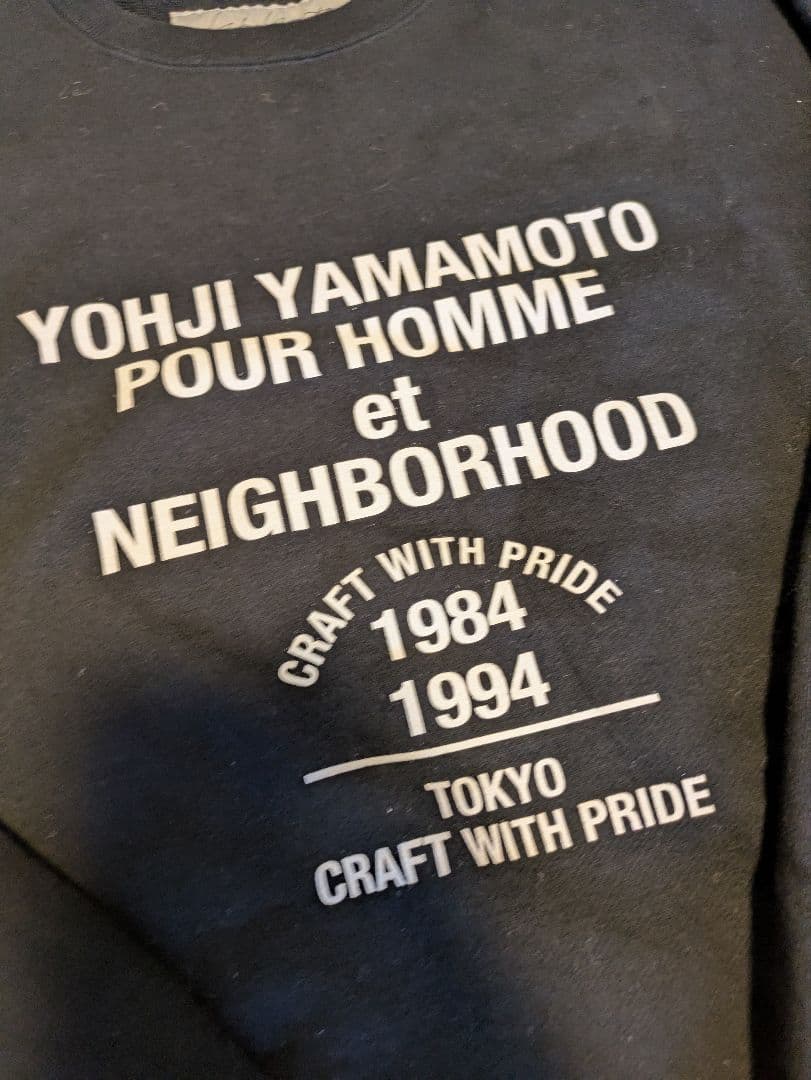 YOHJI YAMAMOTO
POUR HOMME
et
NEIGHBORHOOD
CRAFT WITH PRIDE
1984
1994
TOKYO
CRAFT WITH PRIDE